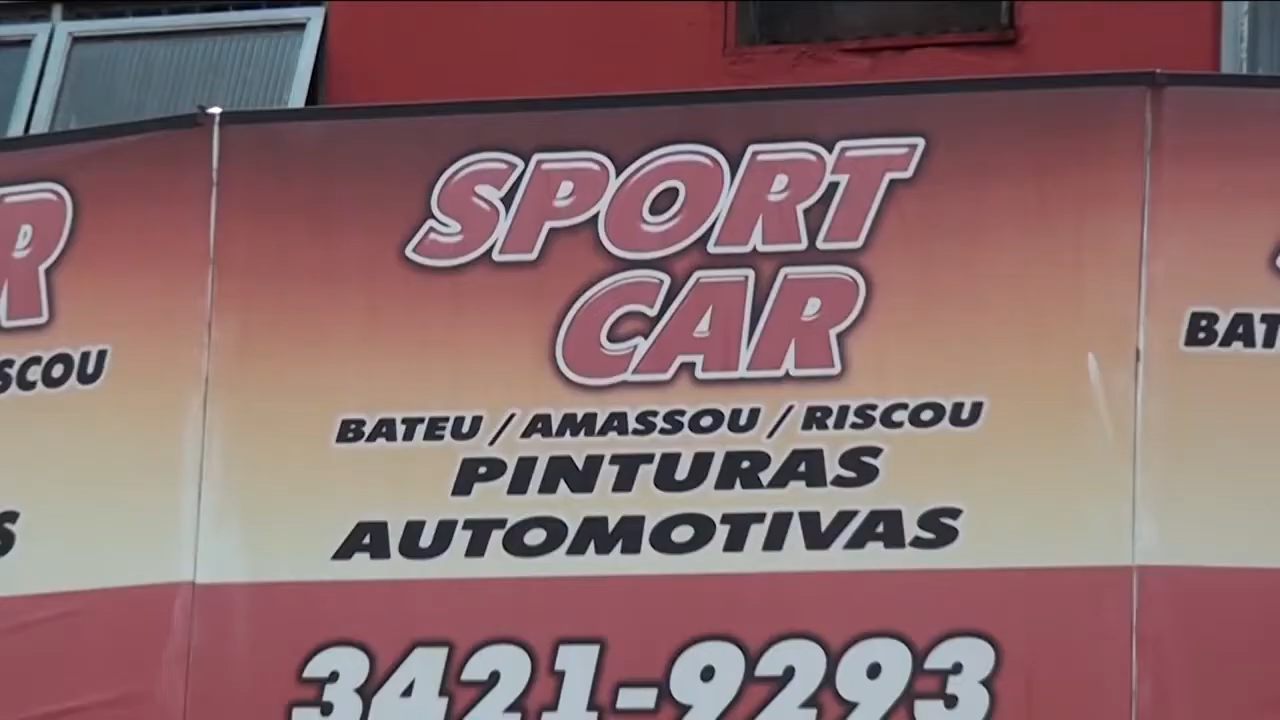 SPORT
CAR
BATEU / AMASSOU / RISCOU
PINTURAS
AUTOMOTIVAS
3421-9293